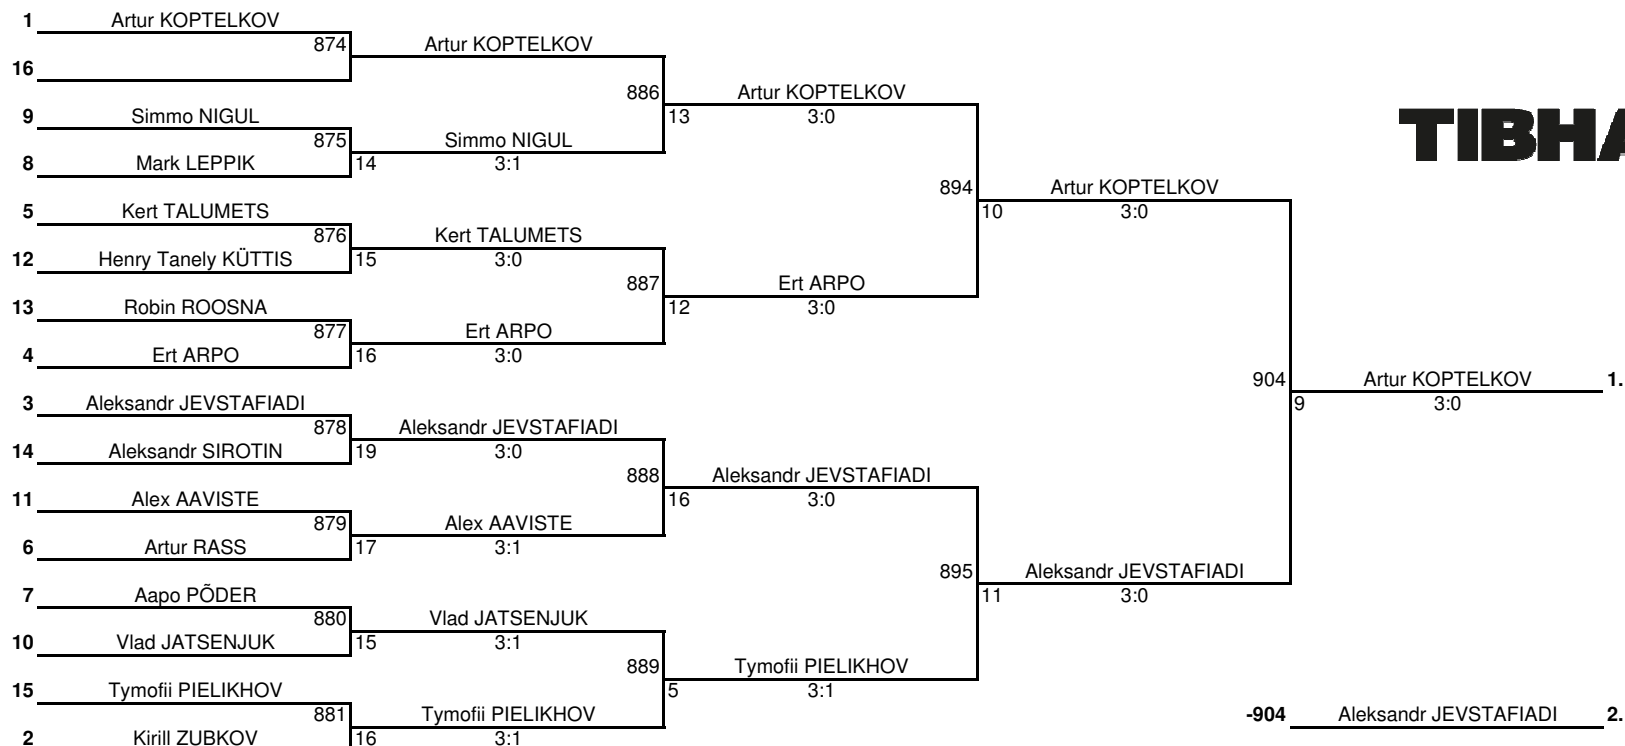 1 Artur KOPTELKOV
874 Artur KOPTELKOV
16
886 Artur KOPTELKOV
13 3:0
9 Simmo NIGUL
875 Simmo NIGUL
8 Mark LEPPIK 14 3:1
TIBHA
894 Artur KOPTELKOV
10 3:0
5 Kert TALUMETS
876 Kert TALUMETS
12 Henry Tanely KÜTTIS 15 3:0
887 Ert ARPO
12 3:0
13 Robin ROOSNA
877 Ert ARPO
4 Ert ARPO 16 3:0
904 Artur KOPTELKOV 1.
9 3:0
3 Aleksandr JEVSTAFIADI
878 Aleksandr JEVSTAFIADI
14 Aleksandr SIROTIN 19 3:0
888 Aleksandr JEVSTAFIADI
16 3:0
11 Alex AAVISTE
879 Alex AAVISTE
6 Artur RASS 17 3:1
895 Aleksandr JEVSTAFIADI
11 3:0
7 Aapo PÕDER
880 Vlad JATSENJUK
10 Vlad JATSENJUK 15 3:1
889 Tymofii PIELIKHOV
5 3:1
15 Tymofii PIELIKHOV
881 Tymofii PIELIKHOV
-904 Aleksandr JEVSTAFIADI 2.
2 Kirill ZUBKOV 16 3:1